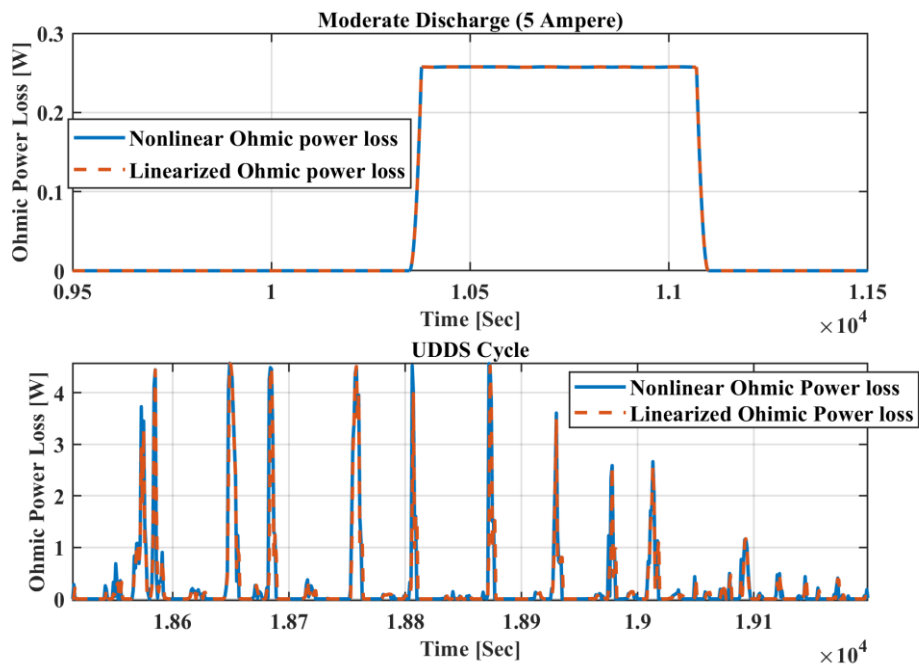 Moderate Discharge (5 Ampere)
Ohmic Power Loss [W]
0.3
0.2
0.1
0
Nonlinear Ohmic power loss
Linearized Ohmic power loss
0.95
1
1.05
1.1
1.15
Time [Sec]
×10⁴
UDDS Cycle
Ohmic Power Loss [W]
4
3
2
1
0
Nonlinear Ohmic Power loss
Linearized Ohimic Power loss
1.86
1.87
1.88
1.89
1.9
1.91
Time [Sec]
×10⁴